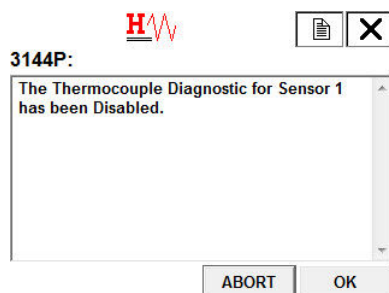 H
3144P:
The Thermocouple Diagnostic for Sensor 1
has been Disabled.
ABORT OK